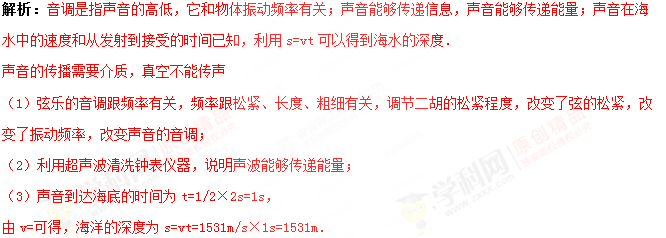 解析：音调是指声音的高低，它和物体振动频率有关；声音能够传递信息，声音能够传递能量；声音在海
水中的速度和从发射到接受的时间已知，利用 s=vt 可以得到海水的深度．
声音的传播需要介质，真空不能传声
（1）弦乐的音调跟频率有关，频率跟松紧、长度、粗细有关，调节二胡的松紧程度，改变了弦的松紧，改
变了振动频率，改变声音的音调；
（2）利用超声波清洗钟表仪器，说明声波能够传递能量；
（3）声音到达海底的时间为 t=1/2×2s=1s，
由 v=可得，海洋的深度为 s=vt=1531m/s×1s=1531m．
学科网
原创精品